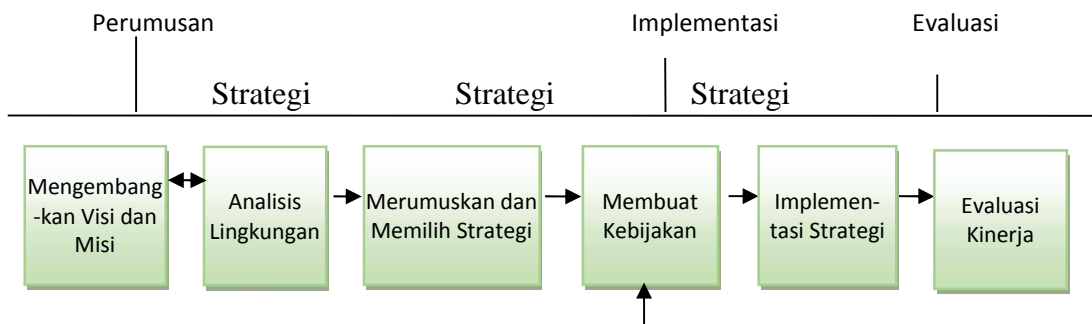 Perumusan
Implementasi
Evaluasi
Strategi
Strategi
Strategi
Mengembang
-kan Visi dan
Misi
Analisis
Lingkungan
Merumuskan dan
Memilih Strategi
Membuat
Kebijakan
Implemen-
tasi Strategi
Evaluasi
Kinerja